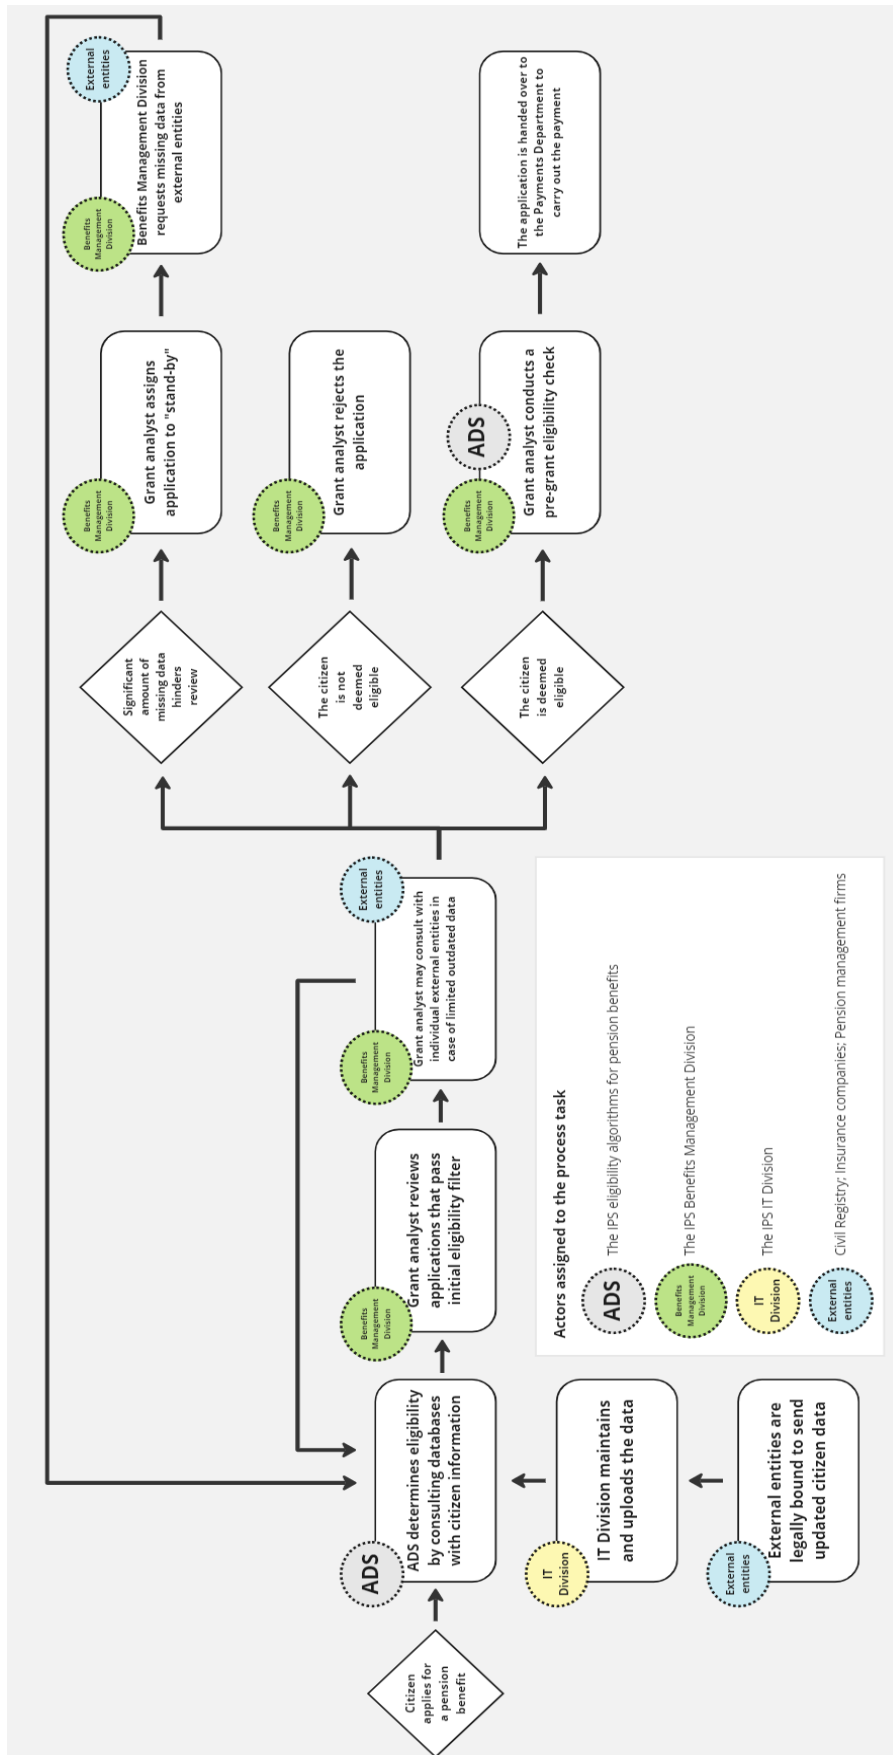 Citizen
applies for
a pension
benefit
ADS
ADS determines eligibility
by consulting databases
with citizen information
IT
Division
IT Division maintains
and uploads the data
External
entities
External entities are
legally bound to send
updated citizen data
Benefits
Management
Division
Grant analyst reviews
applications that pass
initial eligibility filter
Benefits
Management
Division
External
entities
Grant analyst may consult with
individual external entities in
case of limited outdated data
Significant
amount of
missing data
hinders
review
Benefits
Management
Division
Grant analyst assigns
application to "stand-by"
Benefits
Management
Division
External
entities
Benefits Management Division
requests missing data from
external entities
The citizen
is not
deemed
eligible
Benefits
Management
Division
Grant analyst rejects the
application
The citizen
is deemed
eligible
Benefits
Management
Division
ADS
Grant analyst conducts a
pre-grant eligibility check
The application is handed over to
the Payments Department to
carry out the payment
Actors assigned to the process task
ADS
The IPS eligibility algorithms for pension benefits
Benefits
Management
Division
The IPS Benefits Management Division
IT
Division
The IPS IT Division
External
entities
Civil Registry; Insurance companies; Pension management firms